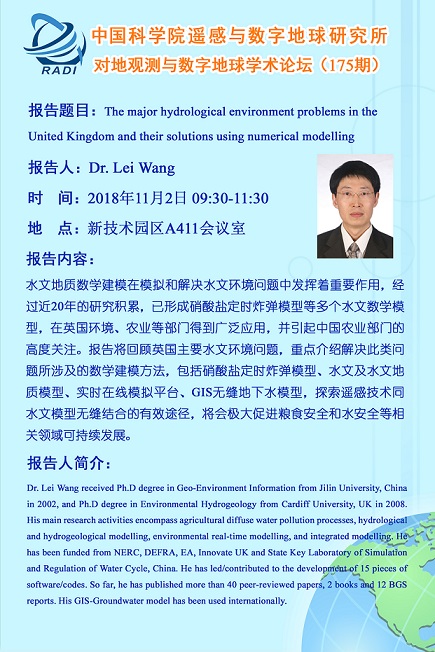 中国科学院遥感与数字地球研究所
RADI
对地观测与数字地球学术论坛（175期）
报告题目：The major hydrological environment problems in the
United Kingdom and their solutions using numerical modelling
报告人：Dr. Lei Wang
时 间：2018年11月2日 09:30-11:30
地 点：新技术园区A411会议室
报告内容：
水文地质数学建模在模拟和解决水文环境问题中发挥着重要作用，经
过近20年的研究积累，已形成硝酸盐定时炸弹模型等多个水文数学模
型，在英国环境、农业等部门得到广泛应用，并引起中国农业部门的
高度关注。报告将回顾英国主要水文环境问题，重点介绍解决此类问
题所涉及的数学建模方法，包括硝酸盐定时炸弹模型、水文及水文地
质模型、实时在线模拟平台、GIS无缝地下水模型，探索遥感技术同
水文模型无缝结合的有效途径，将会极大促进粮食安全和水安全等相
关领域可持续发展。
报告人简介：
Dr. Lei Wang received Ph.D degree in Geo-Environment Information from Jilin University, China
in 2002, and Ph.D degree in Environmental Hydrogeology from Cardiff University, UK in 2008.
His main research activities encompass agricultural diffuse water pollution processes, hydrological
and hydrogeological modelling, environmental real-time modelling, and integrated modelling. He
has been funded from NERC, DEFRA, EA, Innovate UK and State Key Laboratory of Simulation
and Regulation of Water Cycle, China. He has led/contributed to the development of 15 pieces of
software/codes. So far, he has published more than 40 peer-reviewed papers, 2 books and 12 BGS
reports. His GIS-Groundwater model has been used internationally.